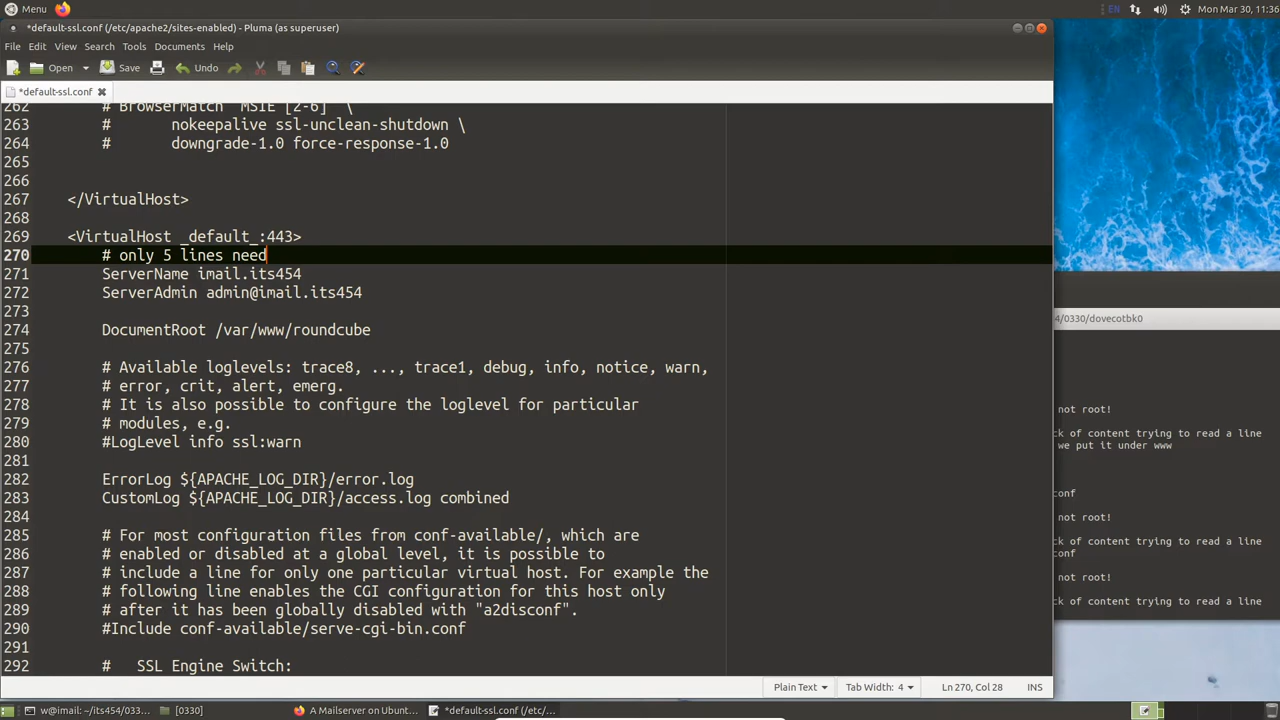 Menu
EN
Mon Mar 30, 11:36
*default-ssl.conf (/etc/apache2/sites-enabled) - Pluma (as superuser)
File Edit View Search Tools Documents Help
Open Save Undo
*default-ssl.conf
262 # BrowserMatch "MSIE [2-6]" \
263 # nokeepalive ssl-unclean-shutdown \
264 # downgrade-1.0 force-response-1.0
265
266
267 </VirtualHost>
268
269 <VirtualHost _default_:443>
270 # only 5 lines need
271 ServerName imail.its454
272 ServerAdmin admin@imail.its454
273
274 DocumentRoot /var/www/roundcube
275
276 # Available loglevels: trace8, ..., trace1, debug, info, notice, warn,
277 # error, crit, alert, emerg.
278 # It is also possible to configure the loglevel for particular
279 # modules, e.g.
280 #LogLevel info ssl:warn
281
282 ErrorLog ${APACHE_LOG_DIR}/error.log
283 CustomLog ${APACHE_LOG_DIR}/access.log combined
284
285 # For most configuration files from conf-available/, which are
286 # enabled or disabled at a global level, it is possible to
287 # include a line for only one particular virtual host. For example the
288 # following line enables the CGI configuration for this host only
289 # after it has been globally disabled with "a2disconf".
290 #Include conf-available/serve-cgi-bin.conf
291
292 # SSL Engine Switch:
4/0330/dovecotbk0
not root!
ck of content trying to read a line
we put it under www
conf
not root!
ck of content trying to read a line
conf
not root!
ck of content trying to read a line
Plain Text Tab Width: 4 Ln 270, Col 28 INS
w@imail: ~/its454/033... [0330] A Mailserver on Ubunt... *default-ssl.conf (/etc/...